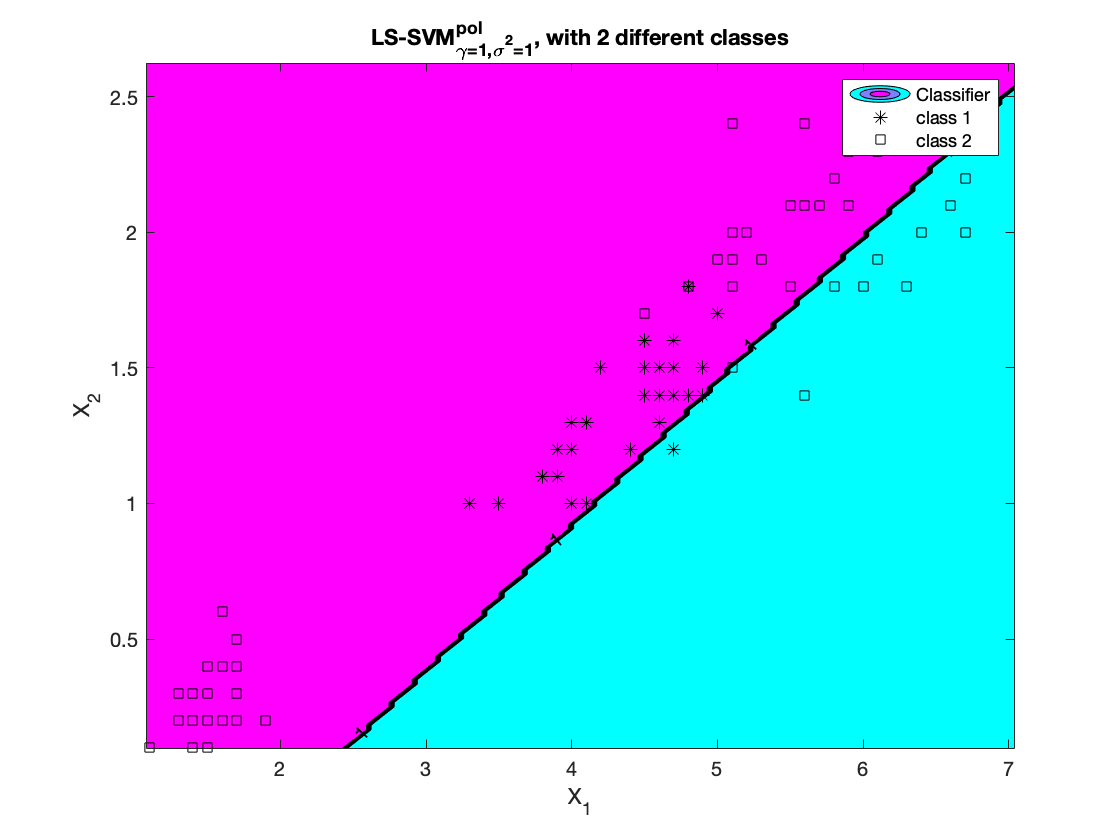 LS-SVM^pol_γ=1,σ²=1, with 2 different classes
Classifier
class 1
class 2
2.5
2
1.5
1
0.5
X₂
2 3 4 5 6 7
X₁